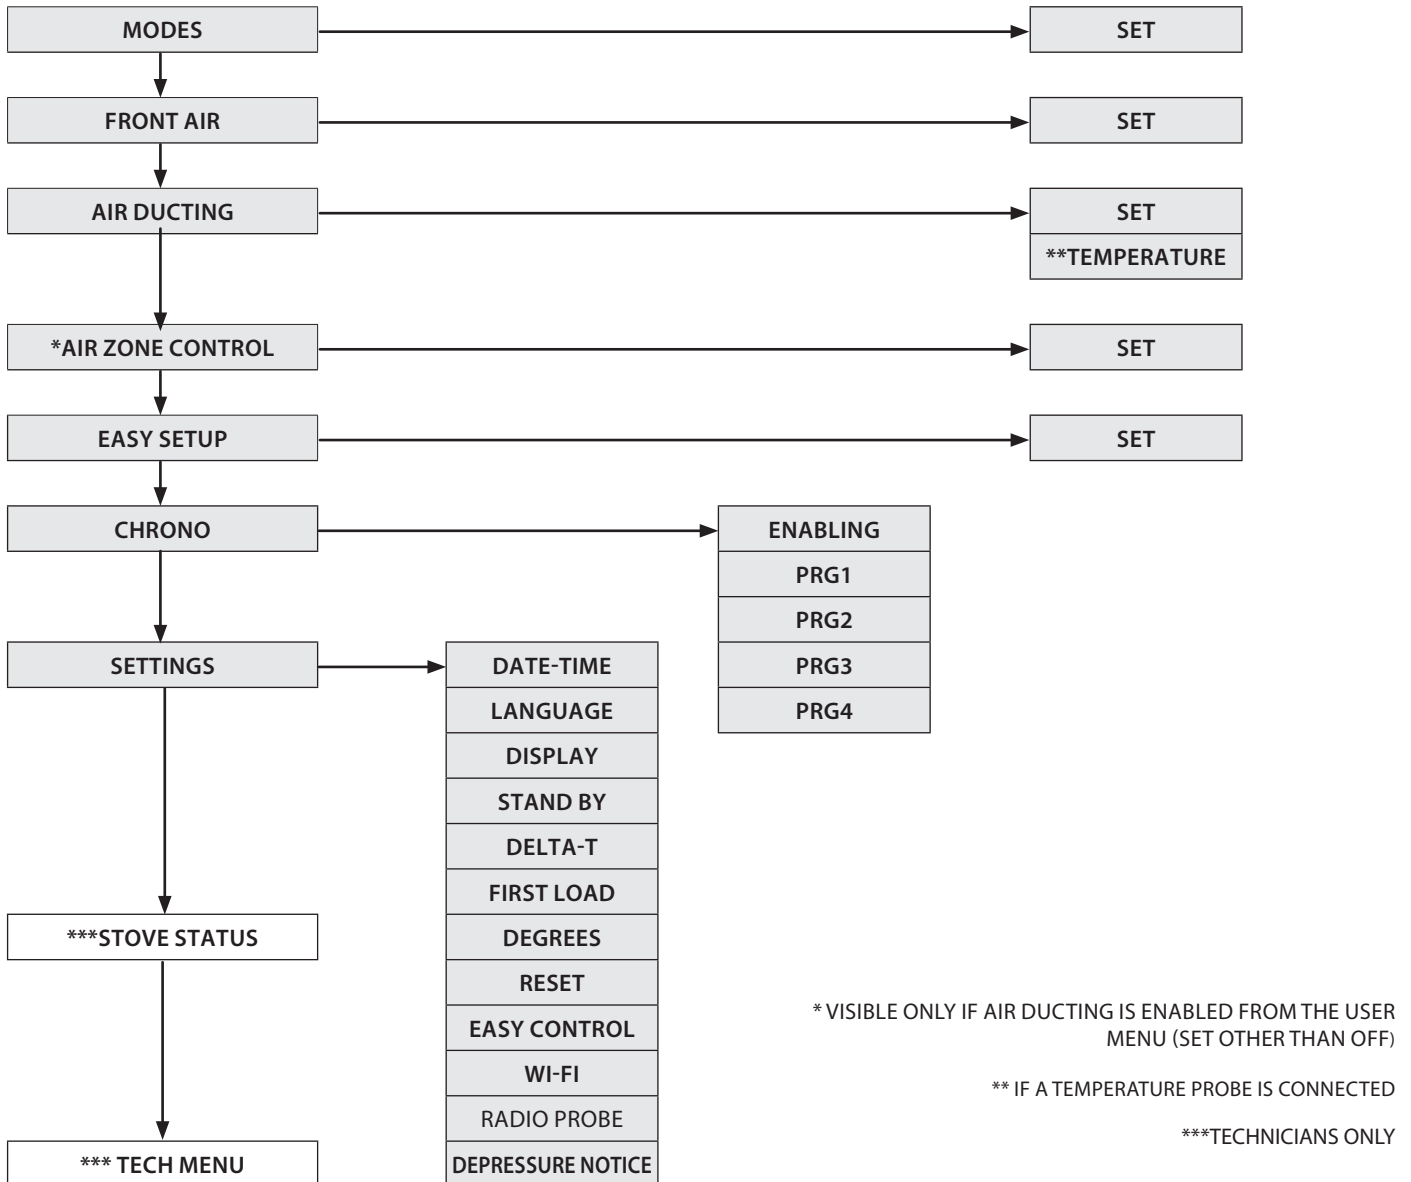 MODES
SET
FRONT AIR
SET
AIR DUCTING
SET
**TEMPERATURE
*AIR ZONE CONTROL
SET
EASY SETUP
SET
CHRONO
ENABLING
PRG1
PRG2
PRG3
PRG4
SETTINGS
DATE-TIME
LANGUAGE
DISPLAY
STAND BY
DELTA-T
FIRST LOAD
DEGREES
RESET
EASY CONTROL
WI-FI
RADIO PROBE
DEPRESSURE NOTICE
***STOVE STATUS
*** TECH MENU
* VISIBLE ONLY IF AIR DUCTING IS ENABLED FROM THE USER
MENU (SET OTHER THAN OFF)
** IF A TEMPERATURE PROBE IS CONNECTED
***TECHNICIANS ONLY